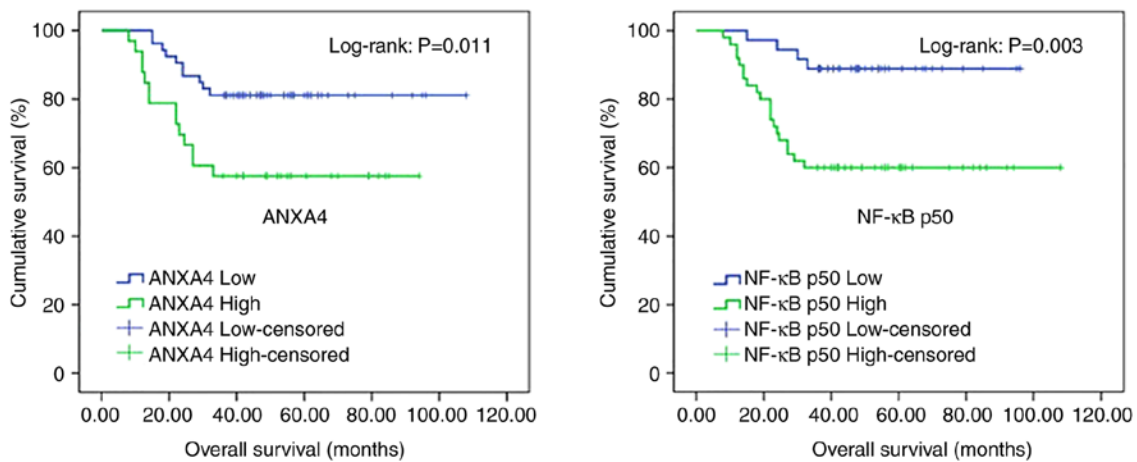 Log-rank: P=0.011
Cumulative survival (%)
100
80
60
40
20
0
ANXA4
ANXA4 Low
ANXA4 High
ANXA4 Low-censored
ANXA4 High-censored
0.00 20.00 40.00 60.00 80.00 100.00 120.00
Overall survival (months)
Log-rank: P=0.003
Cumulative survival (%)
100
80
60
40
20
0
NF-κB p50
NF-κB p50 Low
NF-κB p50 High
NF-κB p50 Low-censored
NF-κB p50 High-censored
0.00 20.00 40.00 60.00 80.00 100.00 120.00
Overall survival (months)